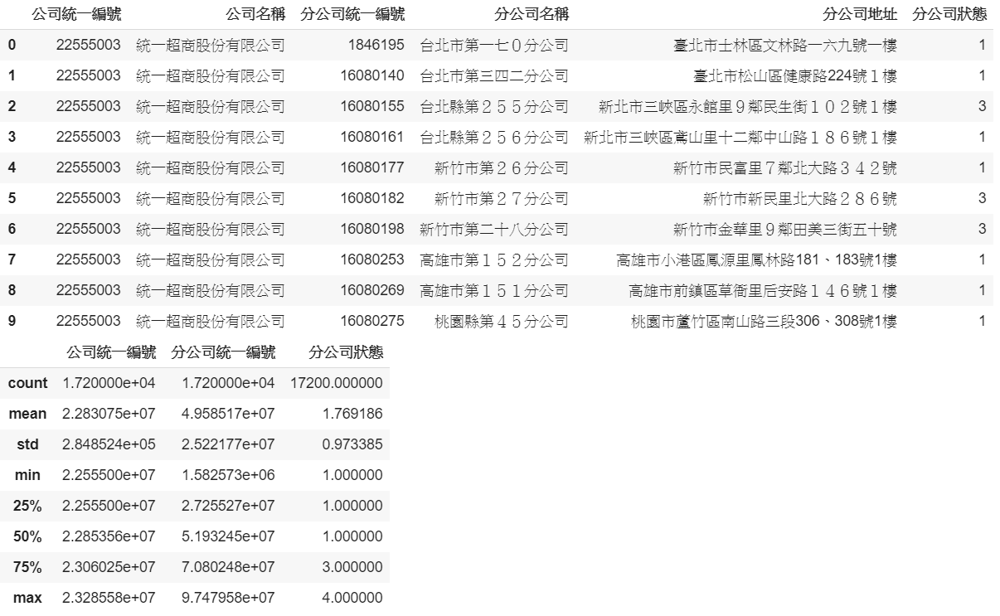 公司統一編號 公司名稱 分公司統一編號 分公司名稱 分公司地址 分公司狀態
0 22555003 統一超商股份有限公司 1846195 台北市第一七０分公司 臺北市士林區文林路一六九號一樓 1
1 22555003 統一超商股份有限公司 16080140 台北市第三四二分公司 臺北市松山區健康路224號１樓 1
2 22555003 統一超商股份有限公司 16080155 台北縣第２５５分公司 新北市三峽區永館里９鄰民生街１０２號１樓 3
3 22555003 統一超商股份有限公司 16080161 台北縣第２５６分公司 新北市三峽區鳶山里十二鄰中山路１８６號１樓 1
4 22555003 統一超商股份有限公司 16080177 新竹市第２６分公司 新竹市民富里７鄰北大路３４２號 1
5 22555003 統一超商股份有限公司 16080182 新竹市第２７分公司 新竹市新民里北大路２８６號 3
6 22555003 統一超商股份有限公司 16080198 新竹市第二十八分公司 新竹市金華里９鄰田美三街五十號 3
7 22555003 統一超商股份有限公司 16080253 高雄市第１５２分公司 高雄市小港區鳳源里鳳林路181、183號1樓 1
8 22555003 統一超商股份有限公司 16080269 高雄市第１５１分公司 高雄市前鎮區草衙里后安路１４６號１樓 1
9 22555003 統一超商股份有限公司 16080275 桃園縣第４５分公司 桃園市蘆竹區南山路三段306、308號1樓 1
公司統一編號 分公司統一編號 分公司狀態
count 1.720000e+04 1.720000e+04 17200.000000
mean 2.283075e+07 4.958517e+07 1.769186
std 2.848524e+05 2.522177e+07 0.973385
min 2.255500e+07 1.582573e+06 1.000000
25% 2.255500e+07 2.725527e+07 1.000000
50% 2.285356e+07 5.193245e+07 1.000000
75% 2.306025e+07 7.080248e+07 3.000000
max 2.328558e+07 9.747958e+07 4.000000